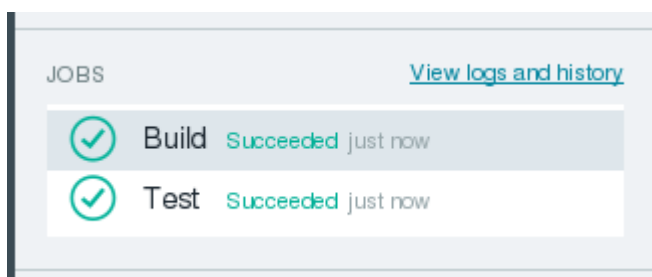 JOBS View logs and history
Build Succeeded just now
Test Succeeded just now